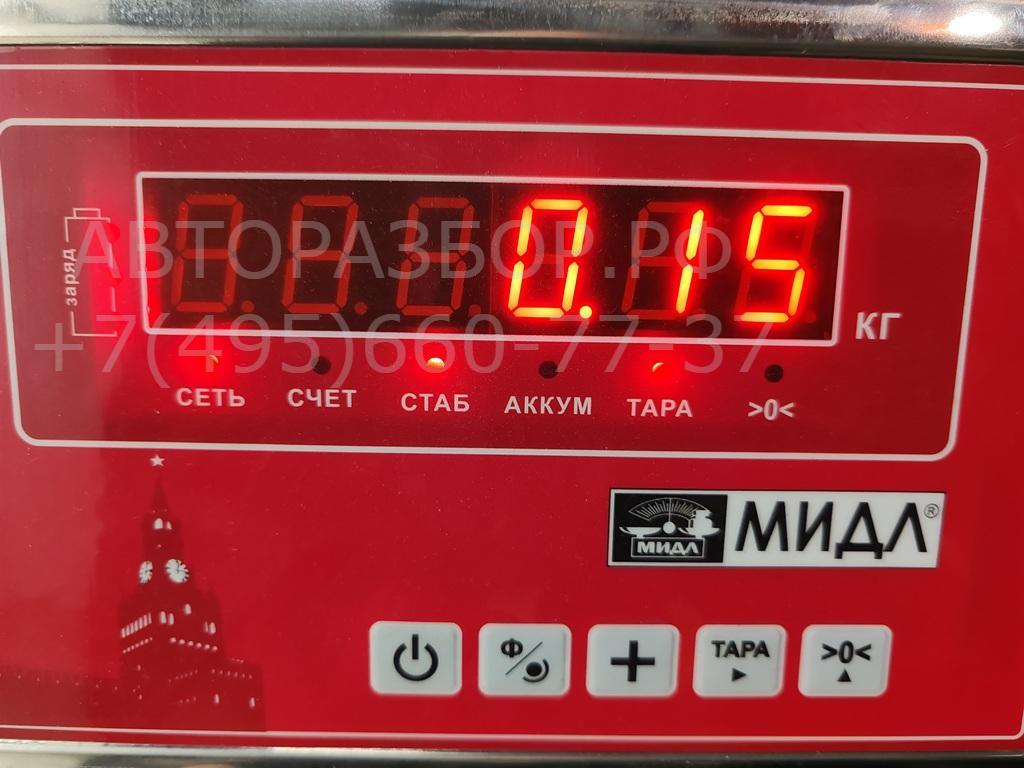 0.15
АВТОРАЗБОР.РФ
заряд
+7(495)660-77-37
КГ
СЕТЬ СЧЕТ СТАБ АККУМ ТАРА >0<
МИДЛ МИДЛ®
Ф + ТАРА >0<